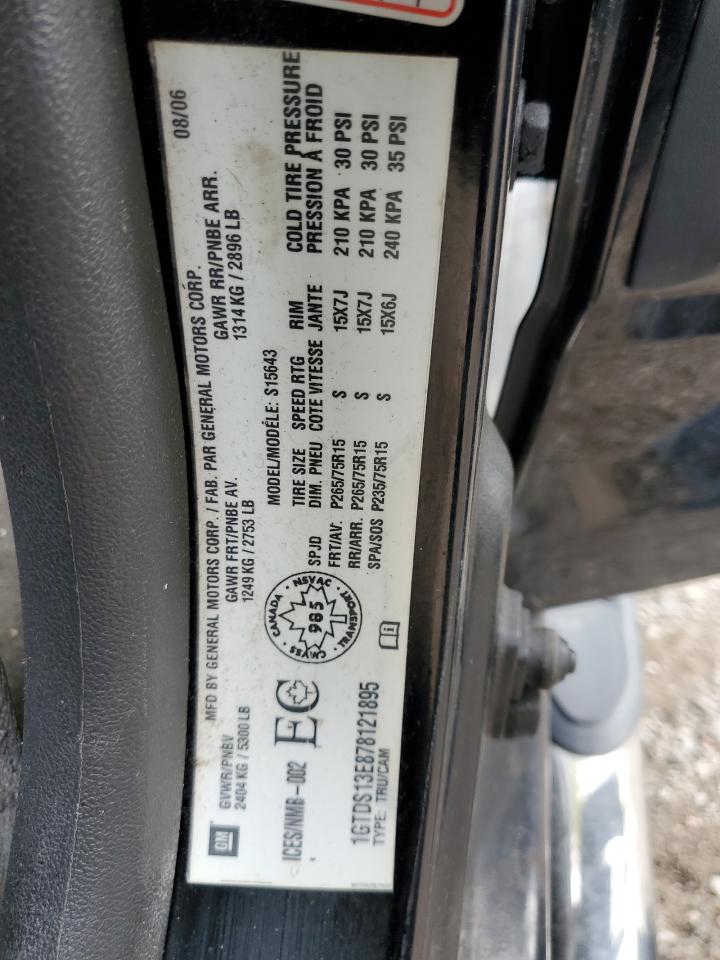 08/06
MFD BY GENERAL MOTORS CORP. / FAB. PAR GENERAL MOTORS CORP.
GVWR/PNBV GAWR FRT/PNBE AV. GAWR RR/PNBE ARR.
2404 KG / 5300 LB 1249 KG / 2753 LB 1314 KG / 2896 LB
GM
MODEL/MODÈLE: S15643
ICES/NMB-002
EC
CANADA
NSVAC
985
CMVSS
TRANSPORT
TIRE SIZE SPEED RTG RIM COLD TIRE PRESSURE
SPJD DIM. PNEU COTE VITESSE JANTE PRESSION À FROID
FRT/AV. P265/75R15 S 15X7J 210 KPA 30 PSI
RR/ARR. P265/75R15 S 15X7J 210 KPA 30 PSI
SPA/SOS P235/75R15 S 15X6J 240 KPA 35 PSI
1GTDS13E878121895
TYPE: TRU/CAM